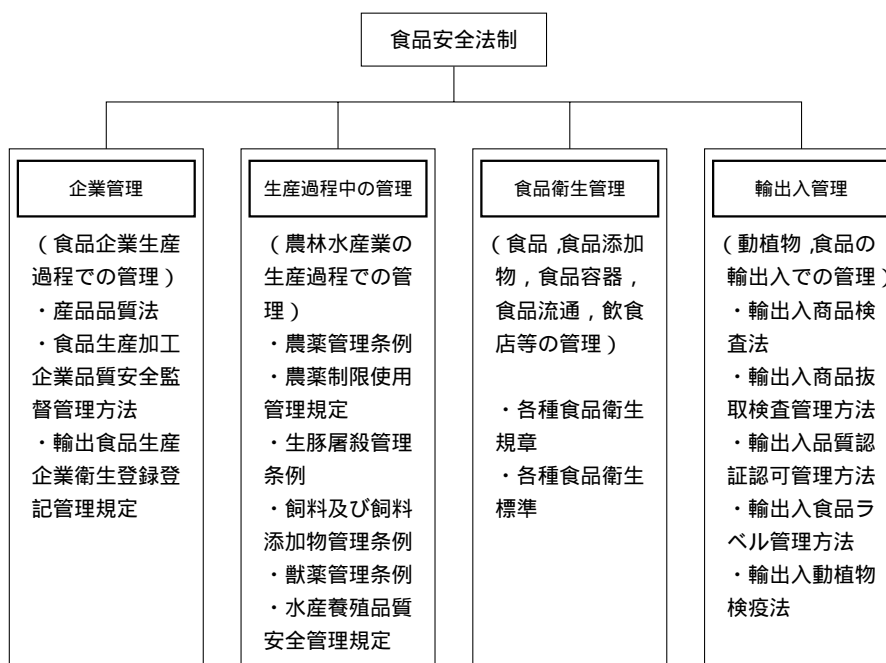 食品安全法制
企業管理
(食品企業生産
過程での管理)
・産品品質法
・食品生産加工
企業品質安全監
督管理方法
・輸出食品生産
企業衛生登録登
記管理規定
生産過程中の管理
(農林水産業の
生産過程での管
理)
・農薬管理条例
・農薬制限使用
管理規定
・生豚屠殺管理
条例
・飼料及び飼料
添加物管理条例
・獣薬管理条例
・水産養殖品質
安全管理規定
食品衛生管理
(食品,食品添加
物,食品容器,
食品流通,飲食
店等の管理)
・各種食品衛生
規章
・各種食品衛生
標準
輸出入管理
(動植物,食品の
輸出入での管理)
・輸出入商品検
査法
・輸出入商品抜
取検査管理方法
・輸出入品質認
証認可管理方法
・輸出入食品ラ
ベル管理方法
・輸出入動植物
検疫法